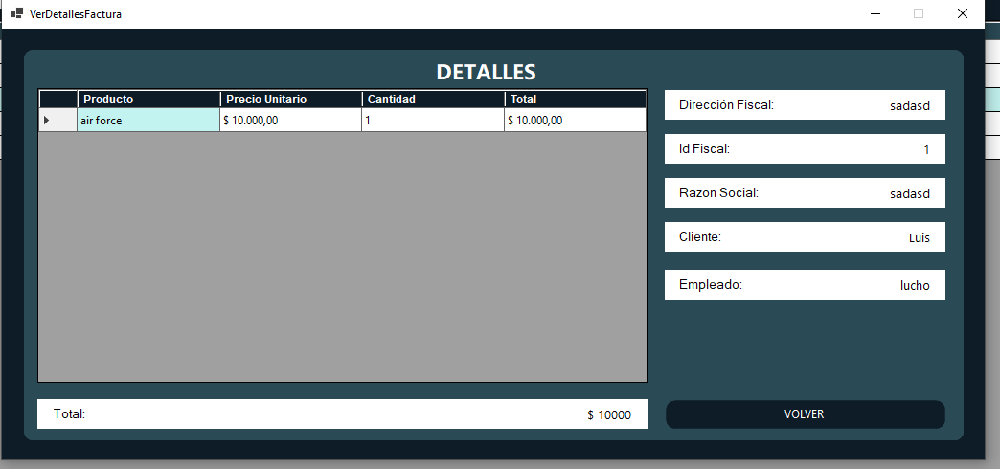 VerDetallesFactura
DETALLES
Producto Precio Unitario Cantidad Total
air force $ 10.000,00 1 $ 10.000,00
Dirección Fiscal: sadasd
Id Fiscal: 1
Razon Social: sadasd
Cliente: Luis
Empleado: lucho
Total: $ 10000
VOLVER